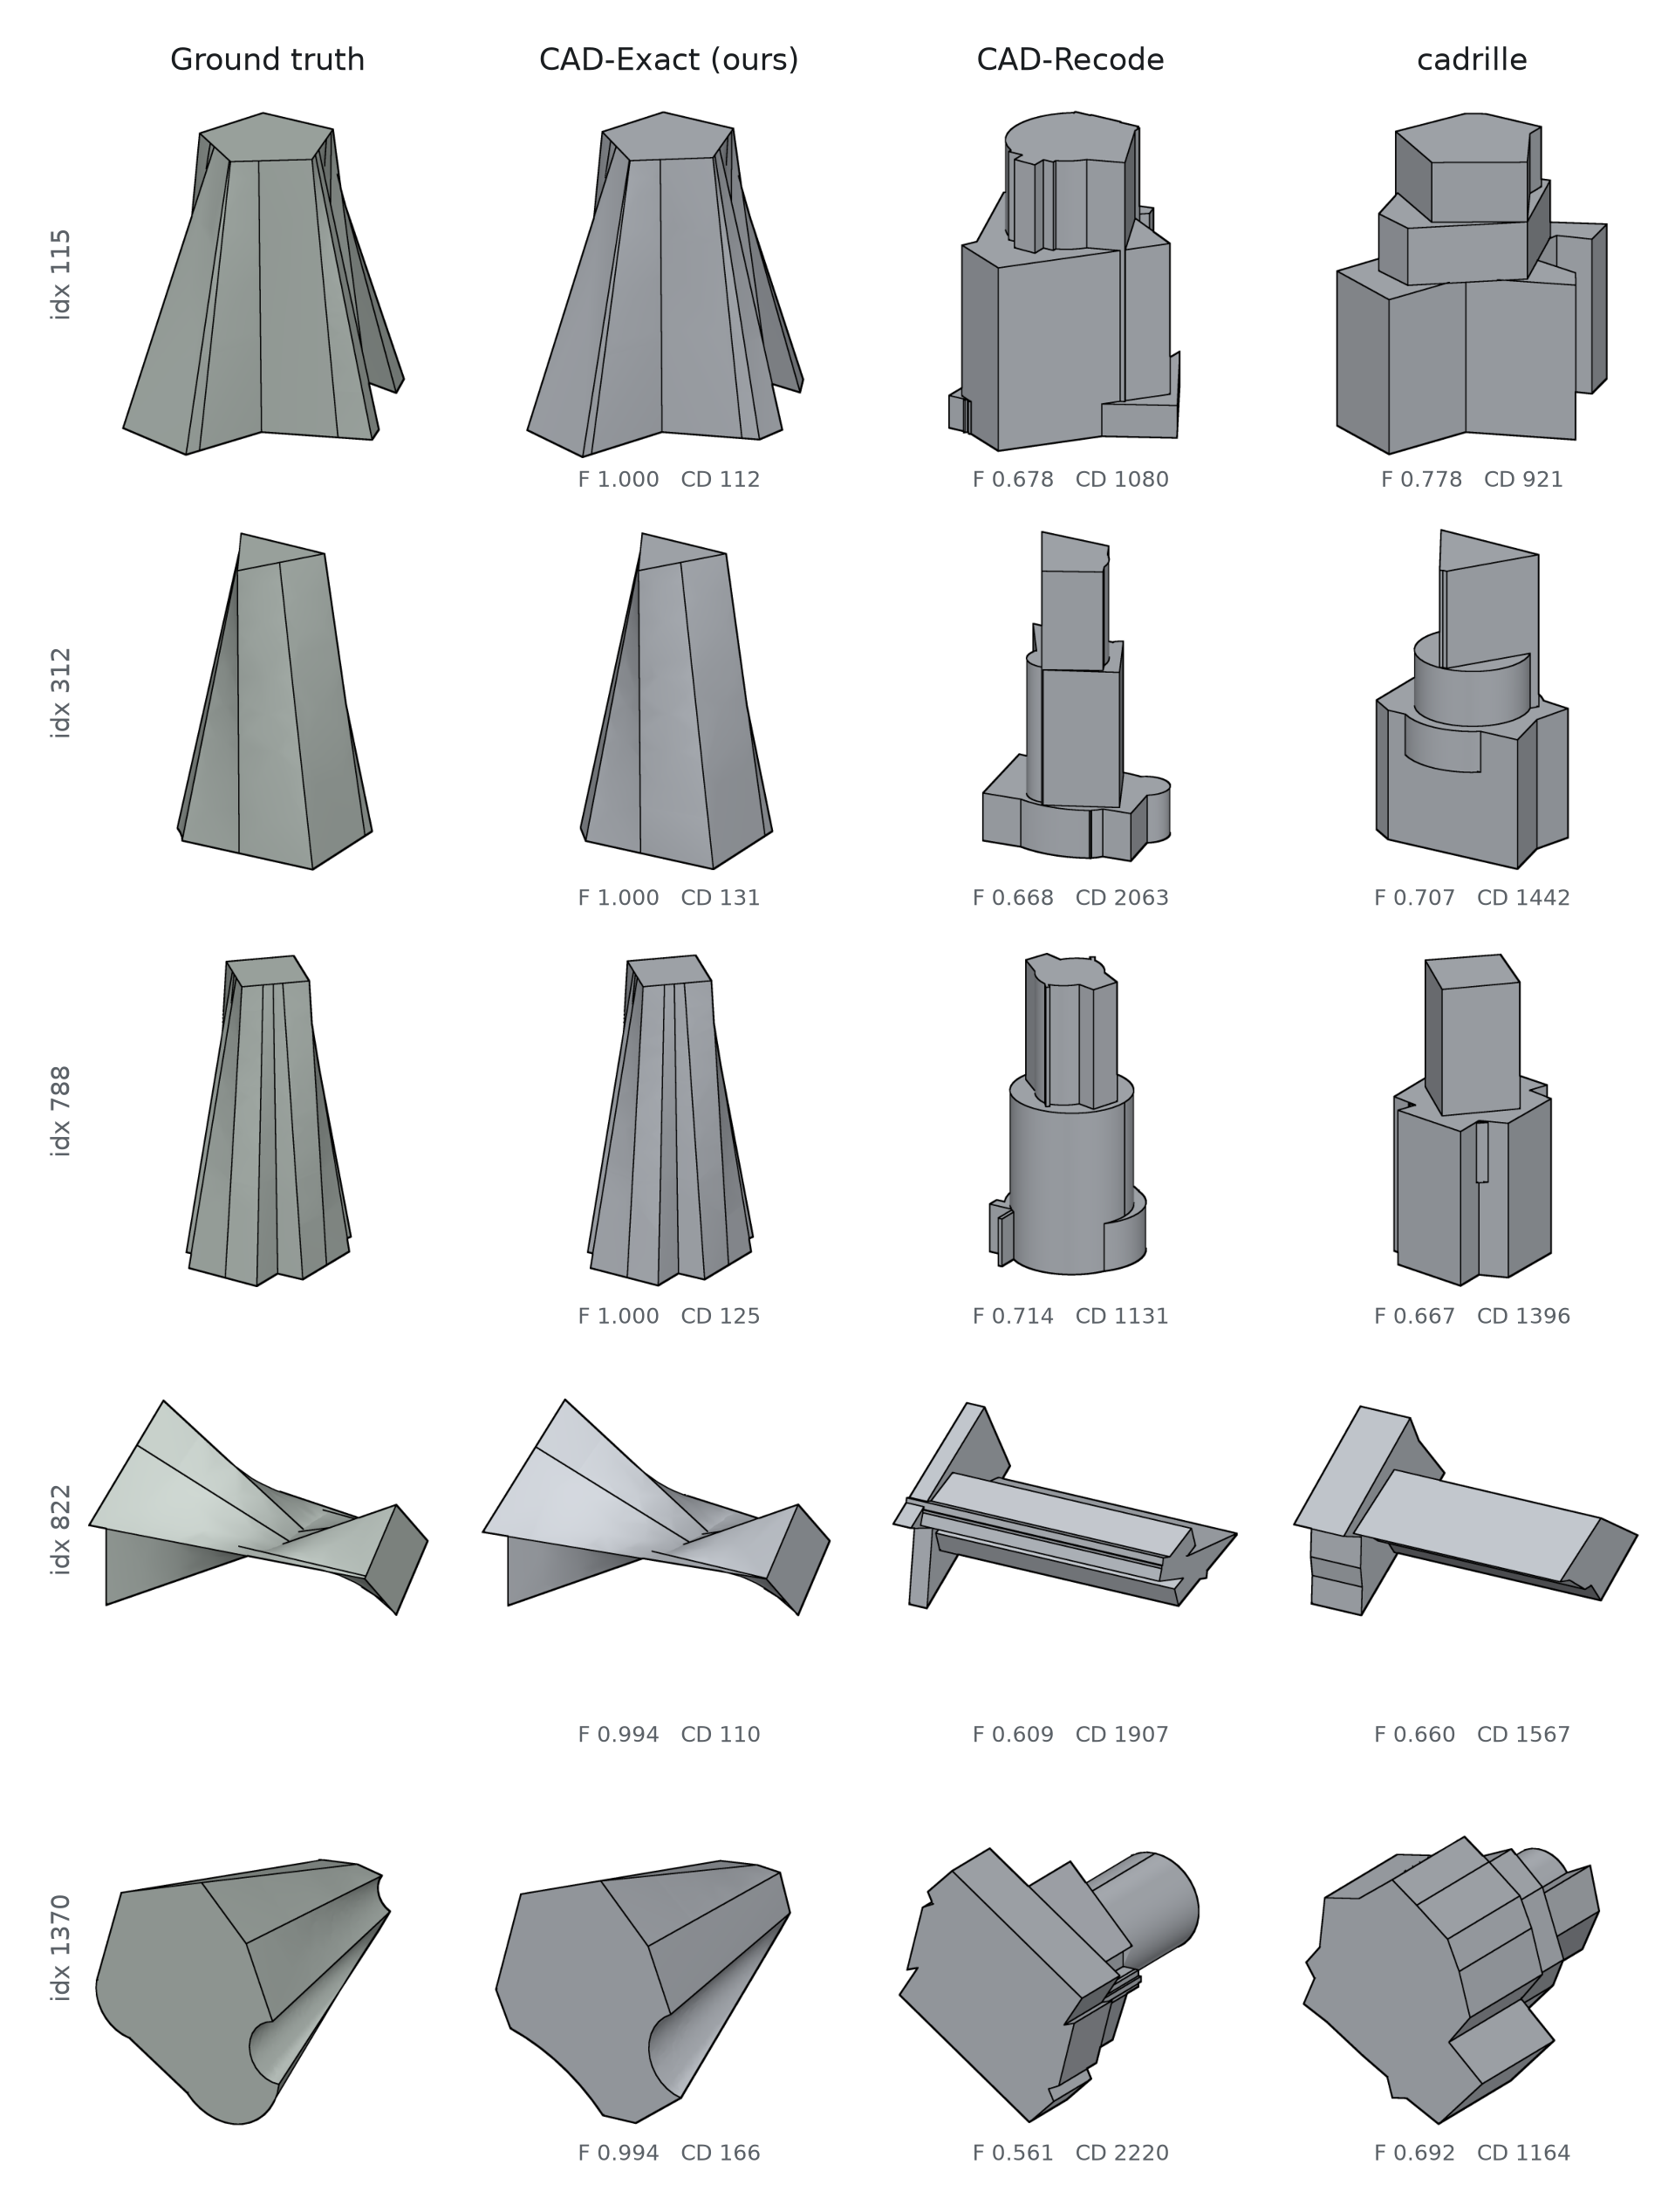 Ground truth CAD-Exact (ours) CAD-Recode cadrille
idx 115
F 1.000 CD 112 F 0.678 CD 1080 F 0.778 CD 921
idx 312
F 1.000 CD 131 F 0.668 CD 2063 F 0.707 CD 1442
idx 788
F 1.000 CD 125 F 0.714 CD 1131 F 0.667 CD 1396
idx 822
F 0.994 CD 110 F 0.609 CD 1907 F 0.660 CD 1567
idx 1370
F 0.994 CD 166 F 0.561 CD 2220 F 0.692 CD 1164